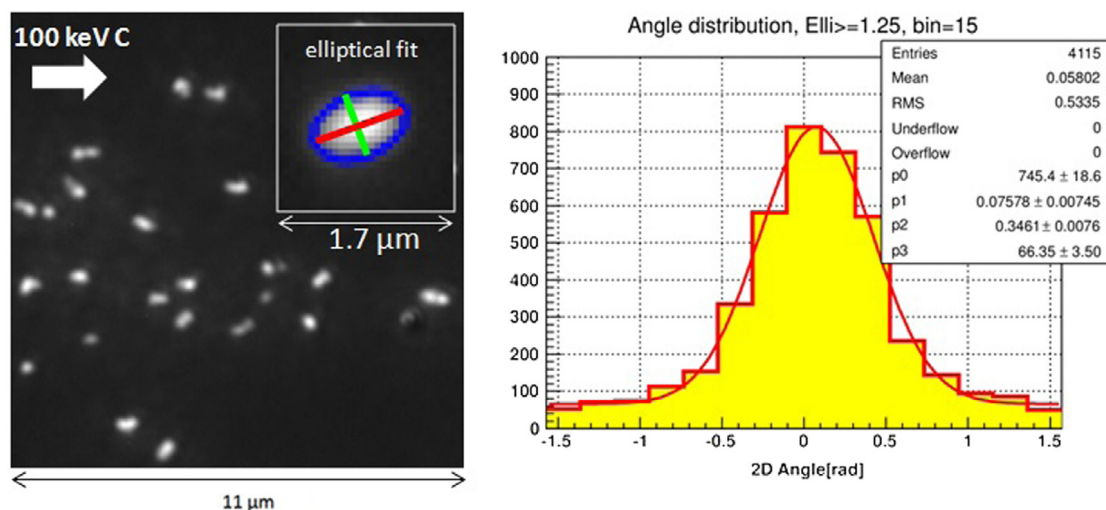 100 keV C
elliptical fit
1.7 µm
11 µm
Angle distribution, Elli>=1.25, bin=15
Entries 4115
Mean 0.05802
RMS 0.5335
Underflow 0
Overflow 0
p0 745.4 ± 18.6
p1 0.07578 ± 0.00745
p2 0.3461 ± 0.0076
p3 66.35 ± 3.50
1000
900
800
700
600
500
400
300
200
100
0
-1.5 -1 -0.5 0 0.5 1 1.5
2D Angle[rad]